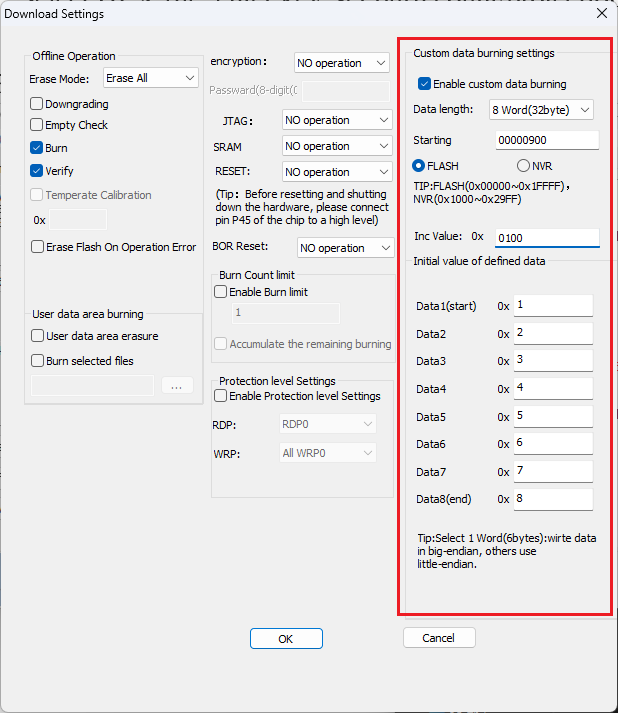 Download Settings
Offline Operation
Erase Mode: Erase All
Downgrading
Empty Check
Burn
Verify
Temperate Calibration
0x
Erase Flash On Operation Error
User data area burning
User data area erasure
Burn selected files
...
encryption: NO operation
Passward(8-digit(0
JTAG: NO operation
SRAM NO operation
RESET: NO operation
(Tip: Before resetting and shutting
down the hardware, please connect
pin P45 of the chip to a high level)
BOR Reset: NO operation
Burn Count limit
Enable Burn limit
1
Accumulate the remaining burning
Protection level Settings
Enable Protection level Settings
RDP: RDP0
WRP: All WRP0
Custom data burning settings
Enable custom data burning
Data length: 8 Word(32byte)
Starting 00000900
FLASH NVR
TIP:FLASH(0x00000~0x1FFFF),
NVR(0x1000~0x29FF)
Inc Value: 0x 0100
Initial value of defined data
Data1(start) 0x 1
Data2 0x 2
Data3 0x 3
Data4 0x 4
Data5 0x 5
Data6 0x 6
Data7 0x 7
Data8(end) 0x 8
Tip:Select 1 Word(6bytes):wirte data
in big-endian, others use
little-endian.
OK
Cancel